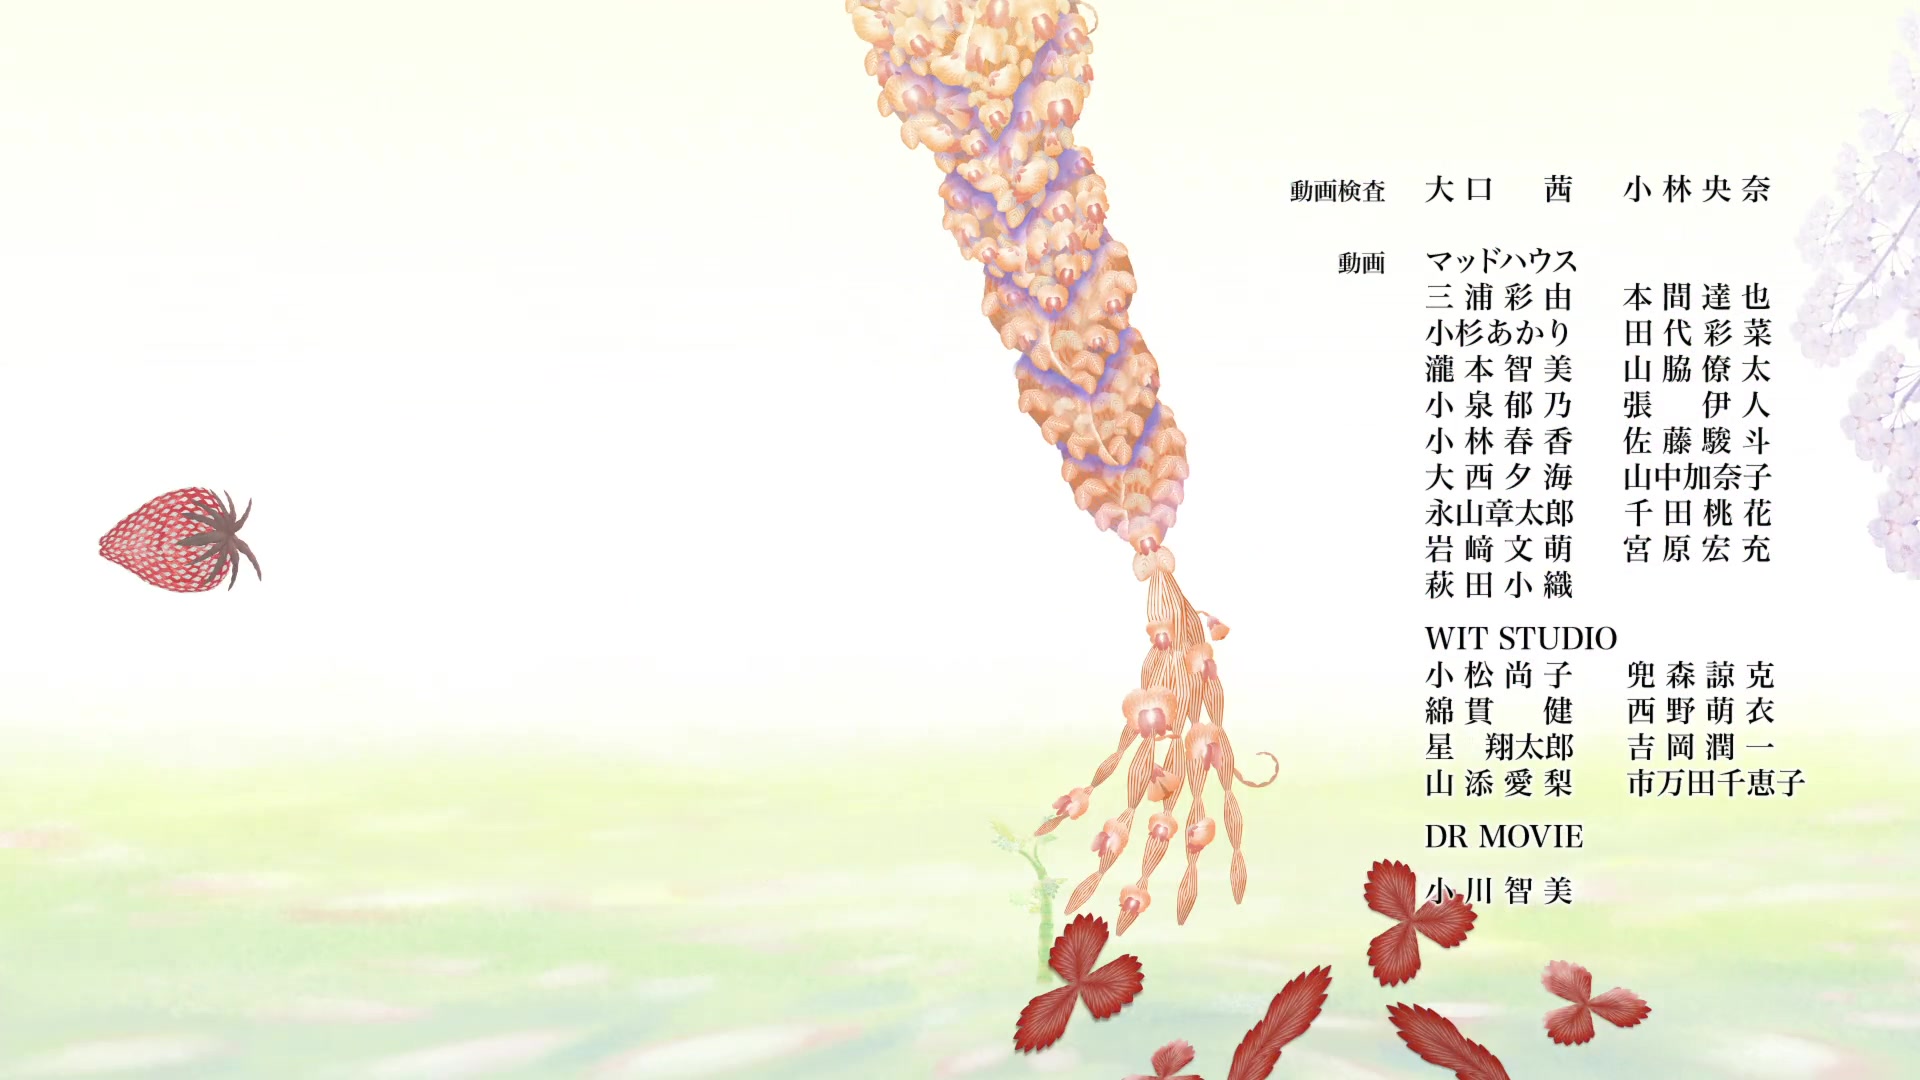 動画検査 大口 茜 小林央奈
動画 マッドハウス
三浦彩由 本間達也
小杉あかり 田代彩菜
瀧本智美 山脇僚太
小泉郁乃 張 伊人
小林春香 佐藤駿斗
大西夕海 山中加奈子
永山章太郎 千田桃花
岩﨑文萌 宮原宏充
萩田小織
WIT STUDIO
小松尚子 兜森諒克
綿貫 健 西野萌衣
星 翔太郎 吉岡潤一
山添愛梨 市万田千恵子
DR MOVIE
小川智美